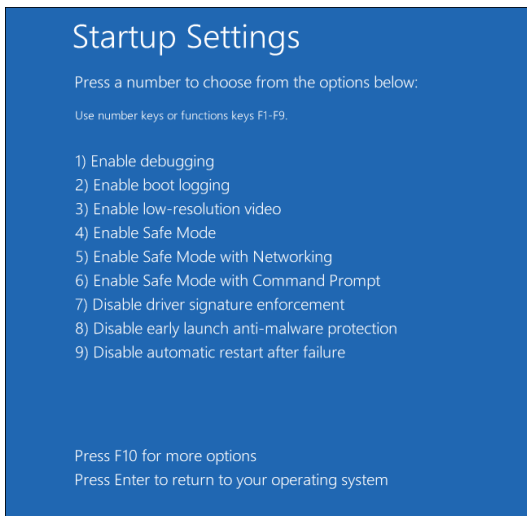 Startup Settings
Press a number to choose from the options below:
Use number keys or functions keys F1-F9.
1) Enable debugging
2) Enable boot logging
3) Enable low-resolution video
4) Enable Safe Mode
5) Enable Safe Mode with Networking
6) Enable Safe Mode with Command Prompt
7) Disable driver signature enforcement
8) Disable early launch anti-malware protection
9) Disable automatic restart after failure
Press F10 for more options
Press Enter to return to your operating system